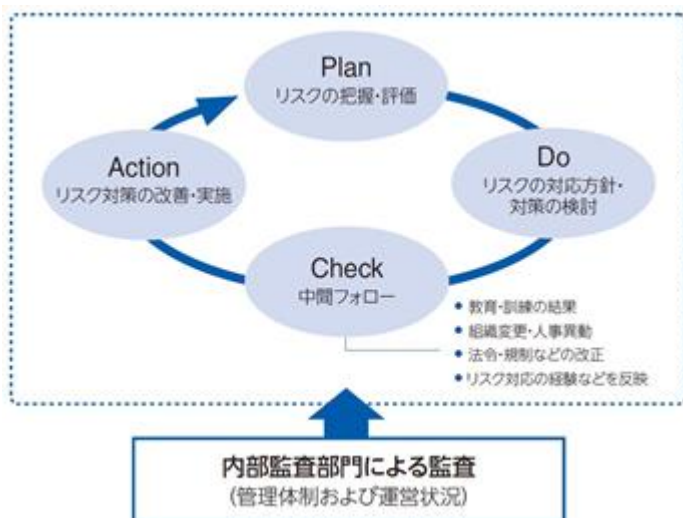 Plan
リスクの把握・評価
Do
リスクの対応方針・
対策の検討
Check
中間フォロー
Action
リスク対策の改善・実施
● 教育・訓練の結果
● 組織変更・人事異動
● 法令・規制などの改正
● リスク対応の経験などを反映
内部監査部門による監査
(管理体制および運営状況)